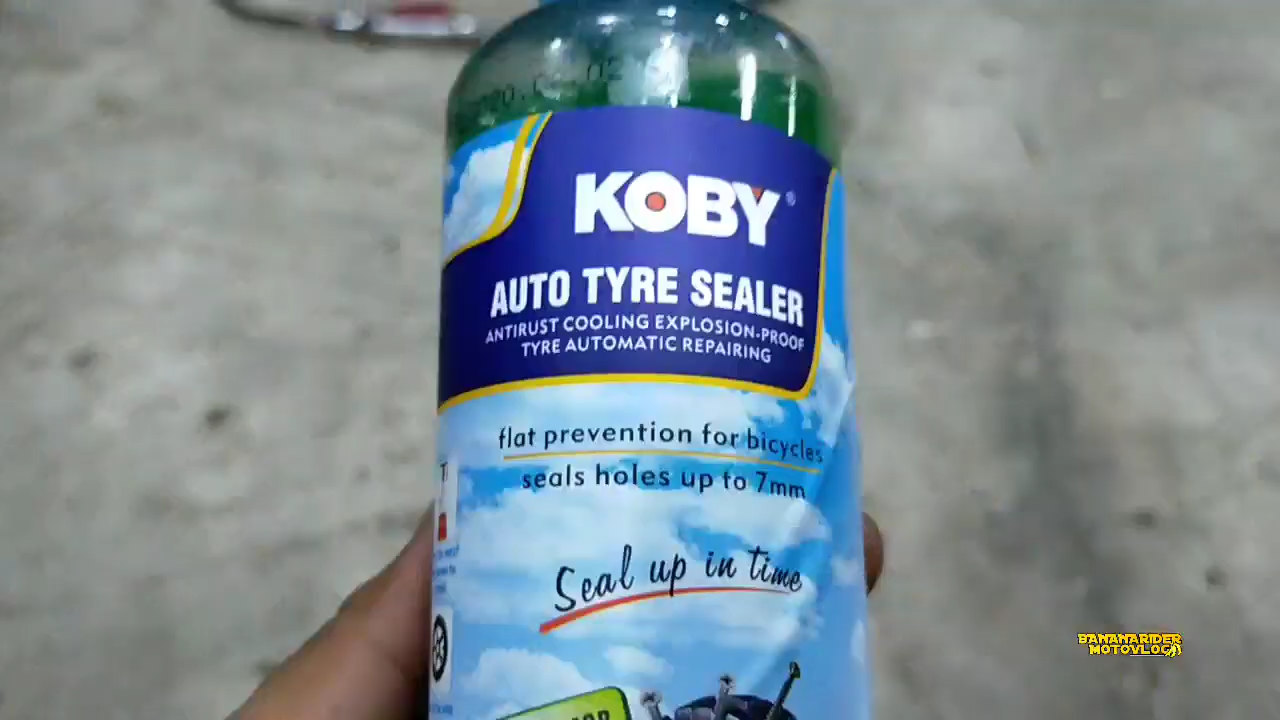 KOBY®
AUTO TYRE SEALER
ANTIRUST COOLING EXPLOSION-PROOF
TYRE AUTOMATIC REPAIRING
flat prevention for bicycles
seals holes up to 7mm
Seal up in time
BANANARIDER
MOTOVLOG